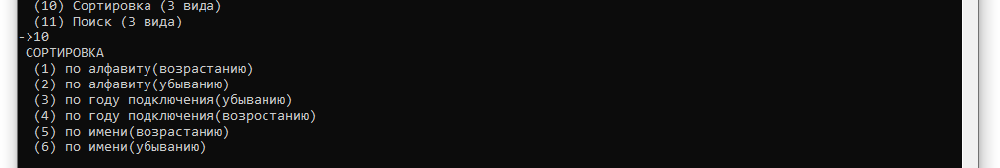 (10) Сортировка (3 вида)
(11) Поиск (3 вида)
->10
СОРТИРОВКА
(1) по алфавиту(возрастанию)
(2) по алфавиту(убыванию)
(3) по году подключения(убыванию)
(4) по году подключения(возростанию)
(5) по имени(возрастанию)
(6) по имени(убыванию)